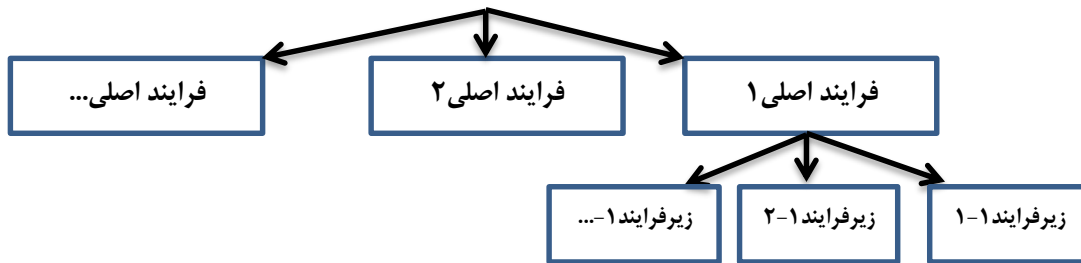 فرایند اصلی۱
فرایند اصلی۲
فرایند اصلی...
زیرفرایند۱-۱
زیرفرایند۱-۲
زیرفرایند۱-...